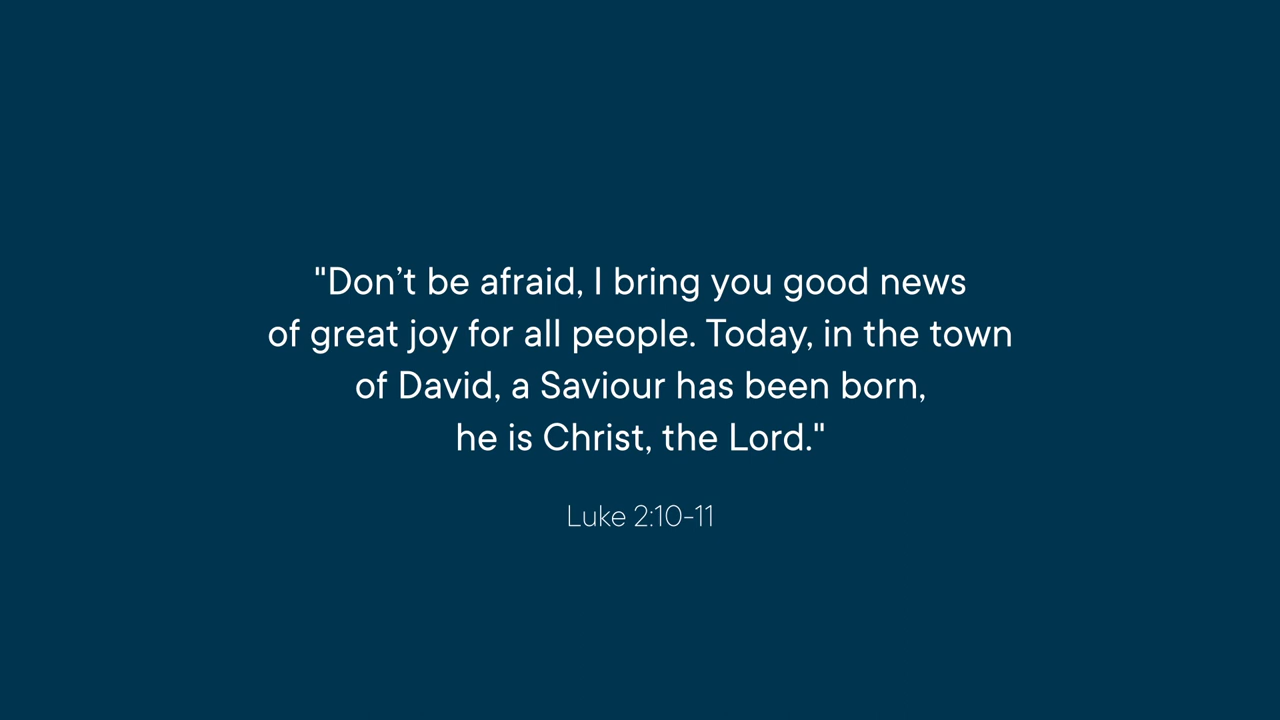 "Don’t be afraid, I bring you good news
of great joy for all people. Today, in the town
of David, a Saviour has been born,
he is Christ, the Lord."
Luke 2:10-11